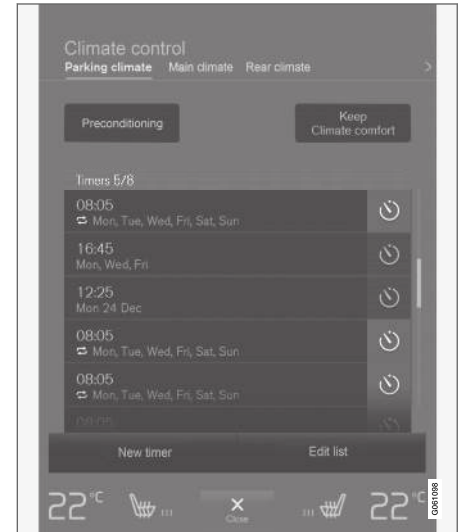 Climate control
Parking climate Main climate Rear climate
Preconditioning
Keep
Climate comfort
Timers 5/8
08:05
Mon, Tue, Wed, Fri, Sat, Sun
16:45
Mon, Wed, Fri
12:25
Mon 24 Dec
08:05
Mon, Tue, Wed, Fri, Sat, Sun
08:05
Mon, Tue, Wed, Fri, Sat, Sun
08:05
New timer Edit list
22°C 22°C
Close
G061098